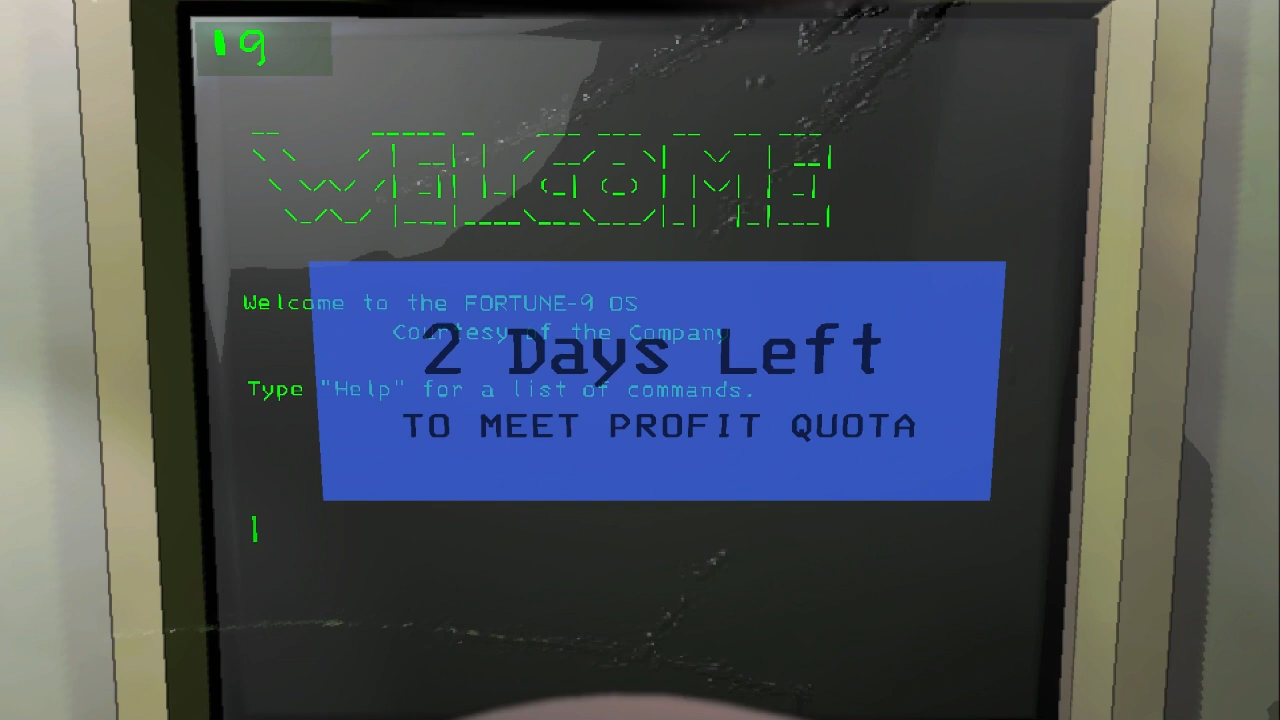 ▮9
WELCOME
Welcome to the FORTUNE-9 OS
Courtesy of the Company
2 Days Left
Type "Help" for a list of commands.
TO MEET PROFIT QUOTA